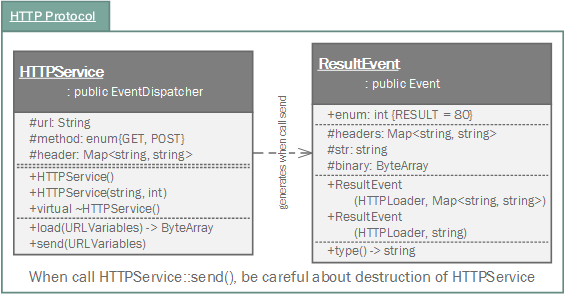 HTTP Protocol
HTTPService
: public EventDispatcher
#url: String
#method: enum{GET, POST}
#header: Map<string, string>
+HTTPService()
+HTTPService(string, int)
+virtual ~HTTPService()
+load(URLVariables) -> ByteArray
+send(URLVariables)
generates when call send
ResultEvent
: public Event
+enum: int {RESULT = 80}
#headers: Map<string, string>
#str: string
#binary: ByteArray
+ResultEvent
(HTTPLoader, Map<string, string>)
+ResultEvent
(HTTPLoader, string)
+type() -> string
When call HTTPService::send(), be careful about destruction of HTTPService